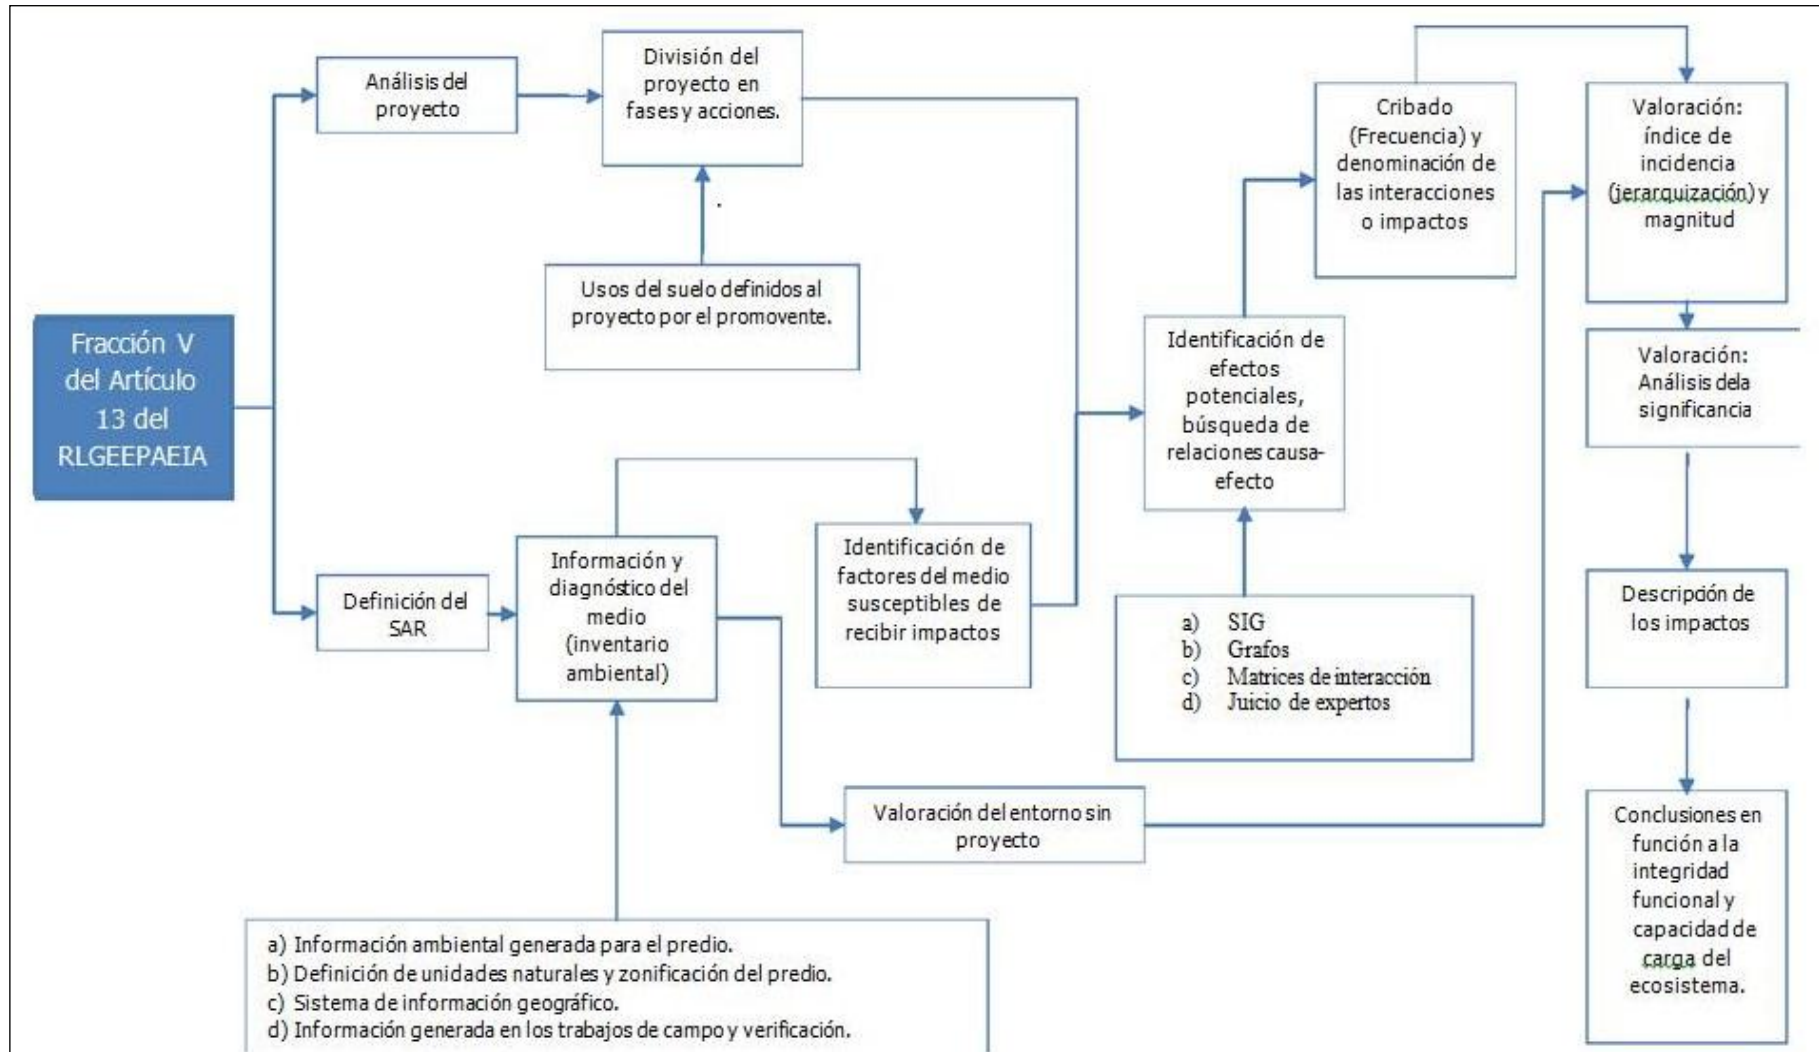 Fracción V
del Artículo
13 del
RLGEEPAEIA
Análisis del
proyecto
División del
proyecto en
fases y acciones.
Usos del suelo definidos al
proyecto por el promovente.
Definición del
SAR
Información y
diagnóstico del
medio
(inventario
ambiental)
Identificación de
factores del medio
susceptibles de
recibir impactos
a) Información ambiental generada para el predio.
b) Definición de unidades naturales y zonificación del predio.
c) Sistema de información geográfico.
d) Información generada en los trabajos de campo y verificación.
Valoración del entorno sin
proyecto
Identificación de
efectos
potenciales,
búsqueda de
relaciones causa-
efecto
a) SIG
b) Grafos
c) Matrices de interacción
d) Juicio de expertos
Cribado
(Frecuencia) y
denominación de
las interacciones
o impactos
Valoración:
índice de
incidencia
(jerarquización) y
magnitud
Valoración:
Análisis dela
significancia
Descripción de
los impactos
Conclusiones en
función a la
integridad
funcional y
capacidad de
carga del
ecosistema.